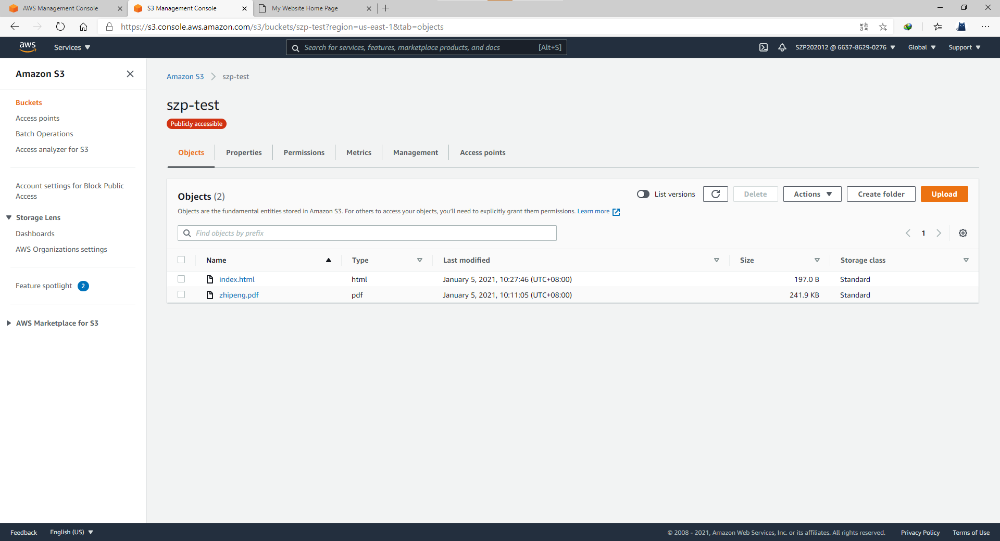 AWS Management Console
S3 Management Console
My Website Home Page
https://s3.console.aws.amazon.com/s3/buckets/szp-test?region=us-east-1&tab=objects
aws
Services
Search for services, features, marketplace products, and docs
[Alt+S]
SZP202012 @ 6637-8629-0276
Global
Support
Amazon S3
Buckets
Access points
Batch Operations
Access analyzer for S3
Account settings for Block Public
Access
Storage Lens
Dashboards
AWS Organizations settings
Feature spotlight 2
AWS Marketplace for S3
Amazon S3 szp-test
szp-test
Publicly accessible
Objects Properties Permissions Metrics Management Access points
Objects (2)
List versions
Delete
Actions
Create folder
Upload
Objects are the fundamental entities stored in Amazon S3. For others to access your objects, you'll need to explicitly grant them permissions. Learn more
Find objects by prefix
1
Name Type Last modified Size Storage class
index.html html January 5, 2021, 10:27:46 (UTC+08:00) 197.0 B Standard
zhipeng.pdf pdf January 5, 2021, 10:11:05 (UTC+08:00) 241.9 KB Standard
Feedback English (US) © 2008 - 2021, Amazon Web Services, Inc. or its affiliates. All rights reserved. Privacy Policy Terms of Use